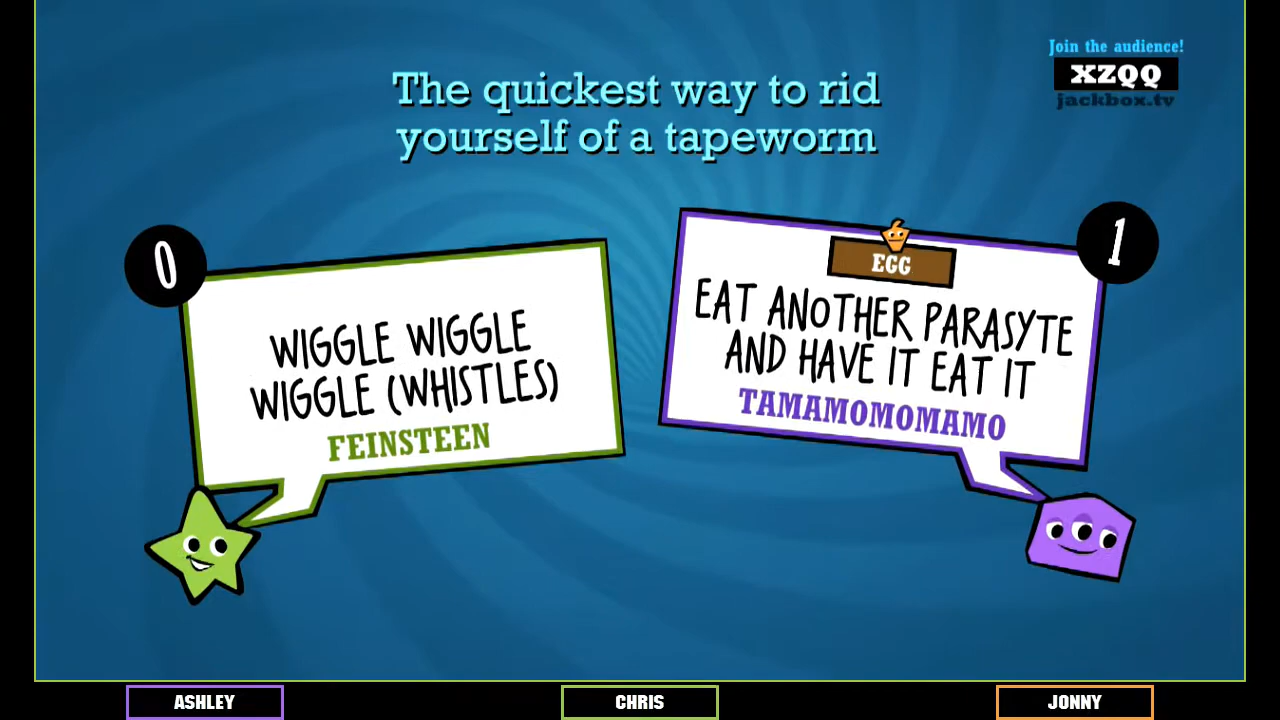 Join the audience!
XZQQ
jackbox.tv
The quickest way to rid
yourself of a tapeworm
0
WIGGLE WIGGLE
WIGGLE (WHISTLES)
FEINSTEEN
1
EGG
EAT ANOTHER PARASYTE
AND HAVE IT EAT IT
TAMAMOMOMAMO
ASHLEY
CHRIS
JONNY